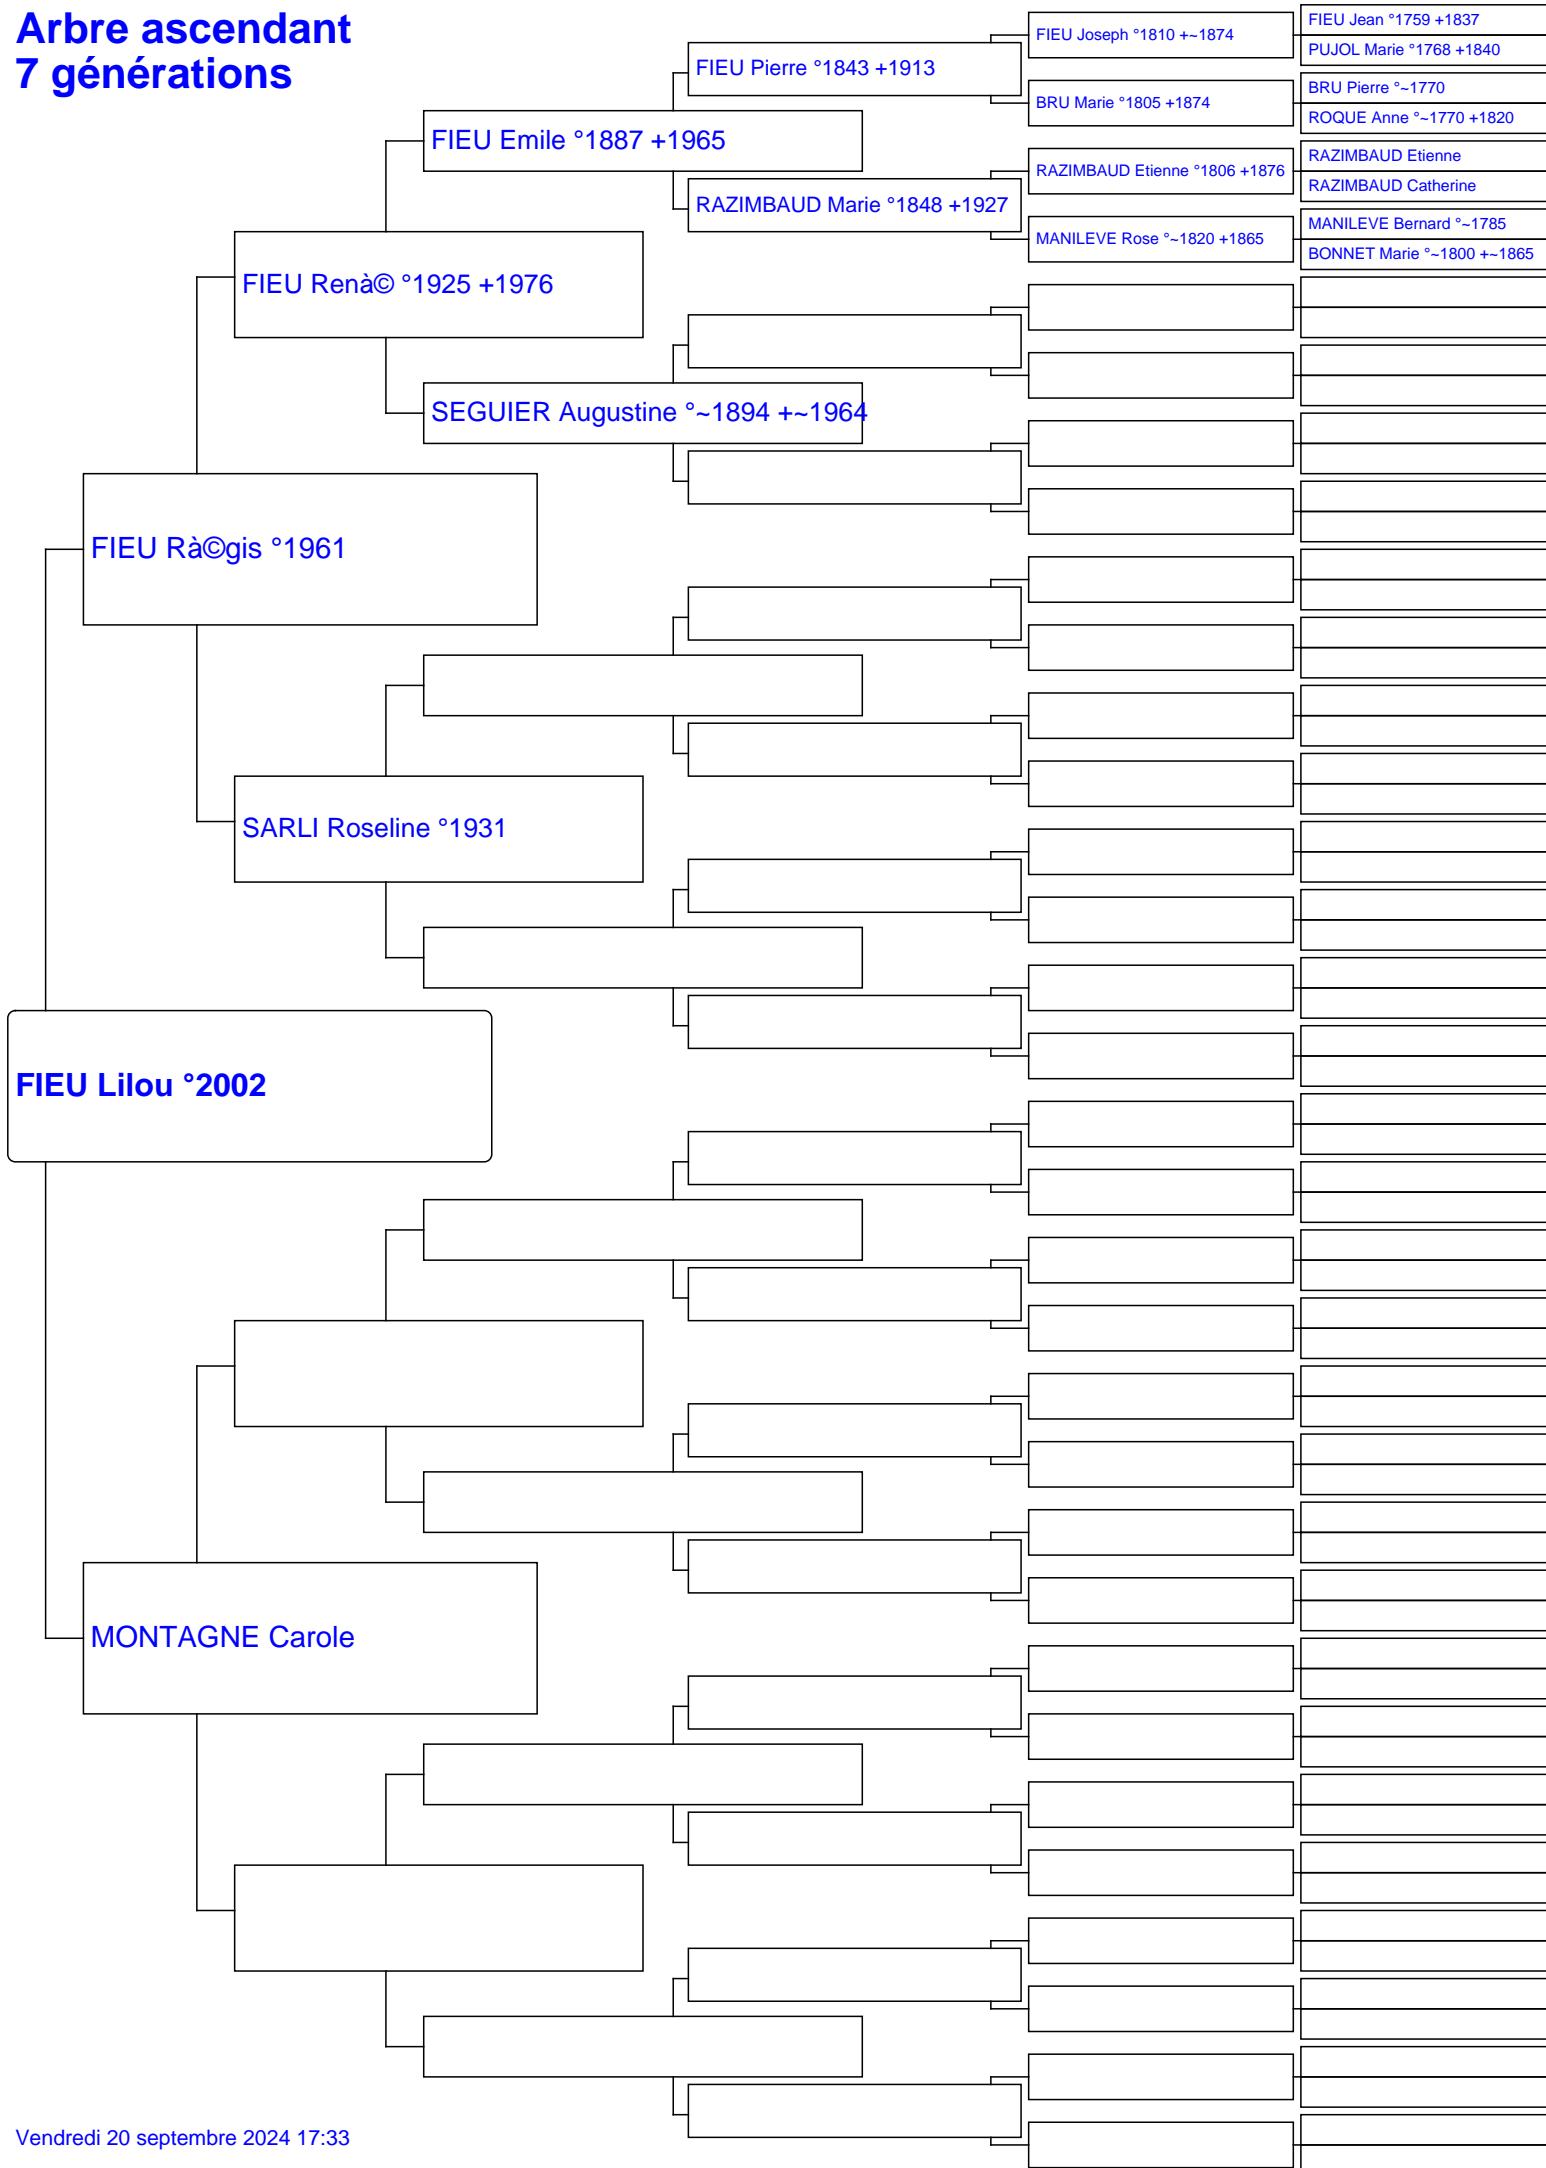 Arbre ascendant
7 générations
FIEU Joseph °1810 +~1874
FIEU Jean °1759 +1837
PUJOL Marie °1768 +1840
FIEU Pierre °1843 +1913
BRU Marie °1805 +1874
BRU Pierre °~1770
ROQUE Anne °~1770 +1820
FIEU Emile °1887 +1965
RAZIMBAUD Etienne °1806 +1876
RAZIMBAUD Etienne
RAZIMBAUD Catherine
RAZIMBAUD Marie °1848 +1927
MANILEVE Rose °~1820 +1865
MANILEVE Bernard °~1785
BONNET Marie °~1800 +~1865
FIEU Renà© °1925 +1976
SEGUIER Augustine °~1894 +~1964
FIEU Rà©gis °1961
SARLI Roseline °1931
FIEU Lilou °2002
MONTAGNE Carole
Vendredi 20 septembre 2024 17:33